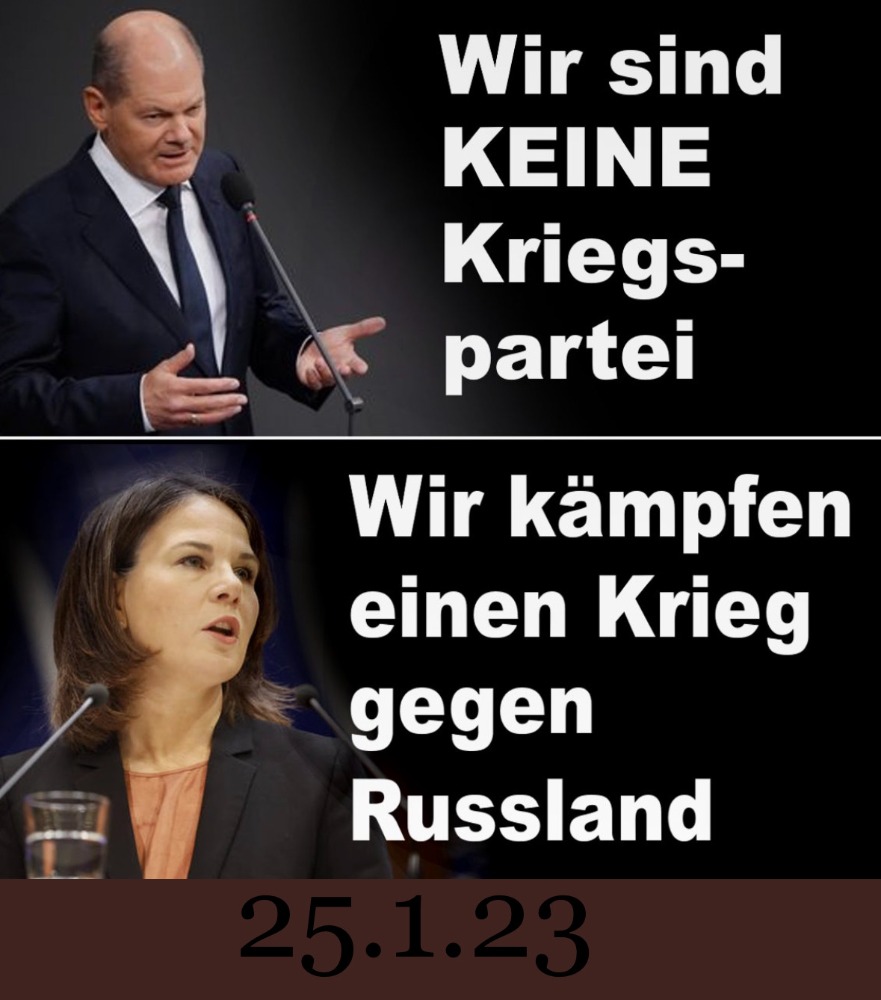 Wir sind
KEINE
Kriegs-
partei
Wir kämpfen
einen Krieg
gegen
Russland
25.1.23